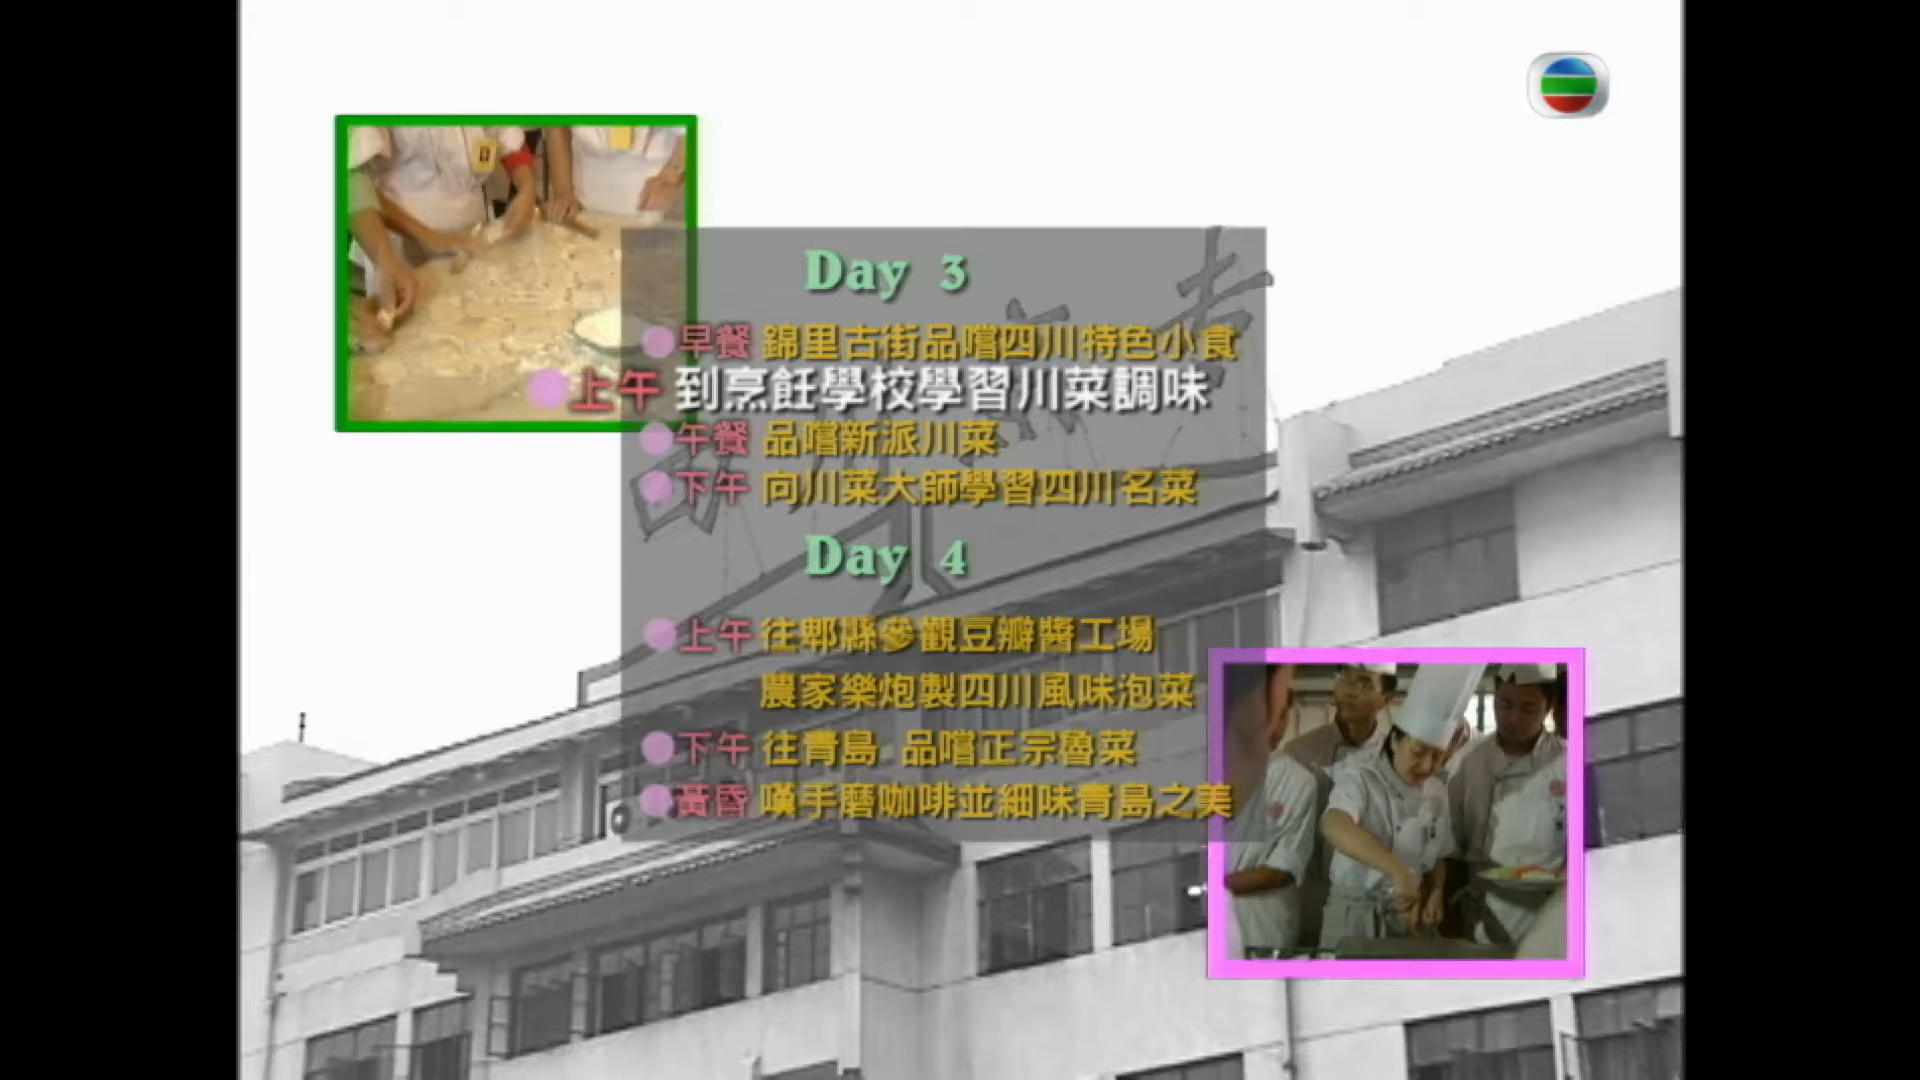 Day 3
早餐 錦里古街品嚐四川特色小食
上午 到烹飪學校學習川菜調味
午餐 品嚐新派川菜
下午 向川菜大師學習四川名菜
Day 4
上午 往郫縣參觀豆瓣醬工場
農家樂炮製四川風味泡菜
下午 往青島 品嚐正宗魯菜
黃昏 嘆手磨咖啡並細味青島之美